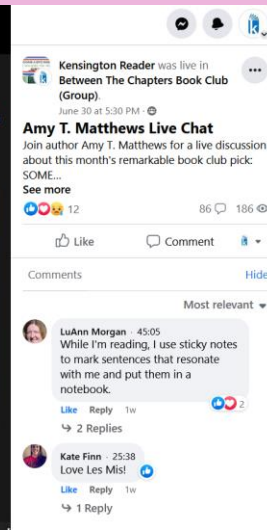 Kensington Reader was live in
Between The Chapters Book Club
(Group).
June 30 at 5:30 PM ·
Amy T. Matthews Live Chat
Join author Amy T. Matthews for a live discussion
about this month's remarkable book club pick:
SOME...
See more
12 86 186
Like Comment
Comments Hide
Most relevant
LuAnn Morgan · 45:05
While I'm reading, I use sticky notes
to mark sentences that resonate
with me and put them in a
notebook.
2
Like Reply 1w
2 Replies
Kate Finn · 25:38
Love Les Mis!
Like Reply 1w
1 Reply